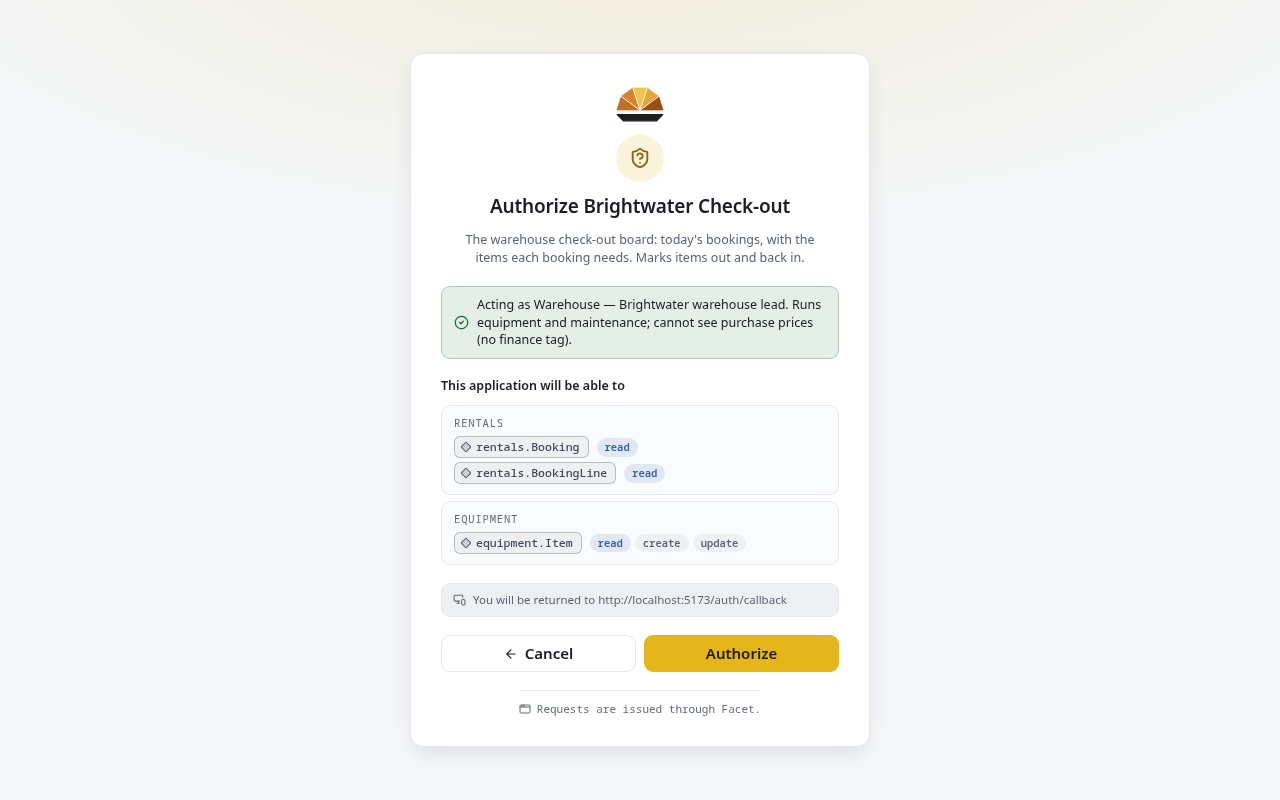 Authorize Brightwater Check-out
The warehouse check-out board: today's bookings, with the
items each booking needs. Marks items out and back in.
Acting as Warehouse — Brightwater warehouse lead. Runs
equipment and maintenance; cannot see purchase prices
(no finance tag).
This application will be able to
RENTALS
rentals.Booking read
rentals.BookingLine read
EQUIPMENT
equipment.Item read create update
You will be returned to http://localhost:5173/auth/callback
Cancel Authorize
Requests are issued through Facet.